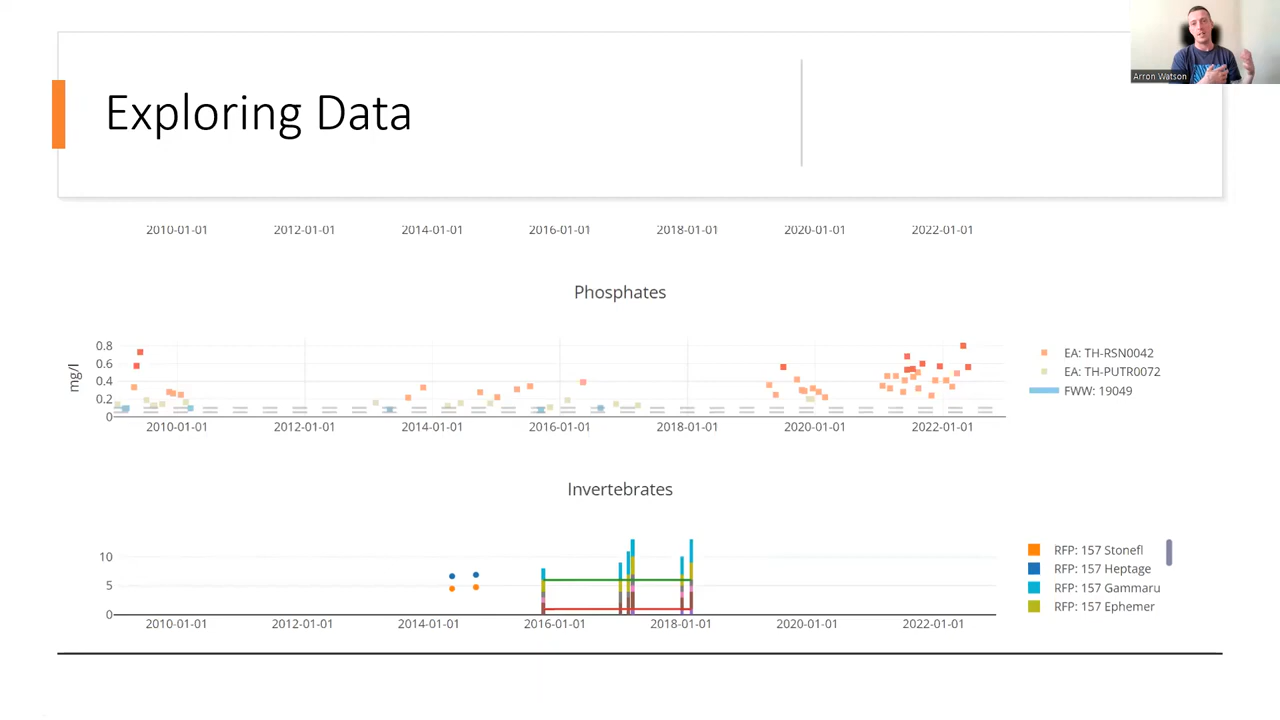 Arron Watson
Exploring Data
2010-01-01 2012-01-01 2014-01-01 2016-01-01 2018-01-01 2020-01-01 2022-01-01
Phosphates
mg/l
0.8
0.6
0.4
0.2
0
2010-01-01 2012-01-01 2014-01-01 2016-01-01 2018-01-01 2020-01-01 2022-01-01
EA: TH-RSN0042
EA: TH-PUTR0072
FWW: 19049
Invertebrates
10
5
0
2010-01-01 2012-01-01 2014-01-01 2016-01-01 2018-01-01 2020-01-01 2022-01-01
RFP: 157 Stonefl
RFP: 157 Heptage
RFP: 157 Gammaru
RFP: 157 Ephemer